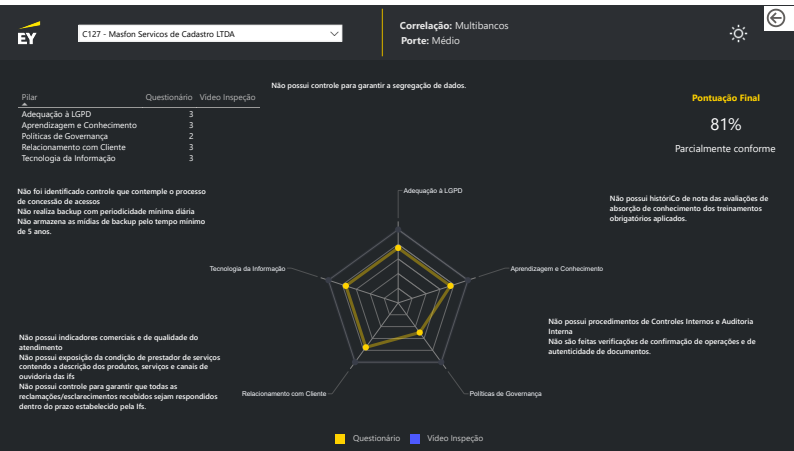 EY
C127 - Masfon Servicos de Cadastro LTDA
Correlação: Multibancos
Porte: Médio
Não possui controle para garantir a segregação de dados.
Pilar Questionário Vídeo Inspeção
Adequação à LGPD 3
Aprendizagem e Conhecimento 3
Políticas de Governança 2
Relacionamento com Cliente 3
Tecnologia da Informação 3
Pontuação Final
81%
Parcialmente conforme
Não foi identificado controle que contemple o processo
de concessão de acessos
Não realiza backup com periodicidade mínima diária
Não armazena as mídias de backup pelo tempo mínimo
de 5 anos.
Adequação à LGPD
Não possui históriCo de nota das avaliações de
absorção de conhecimento dos treinamentos
obrigatórios aplicados.
Tecnologia da Informação
Aprendizagem e Conhecimento
Não possui procedimentos de Controles Internos e Auditoria
Interna
Não são feitas verificações de confirmação de operações e de
autenticidade de documentos.
Não possui indicadores comerciais e de qualidade do
atendimento
Não possui exposição da condição de prestador de serviços
contendo a descrição dos produtos, serviços e canais de
ouvidoria das ifs
Não possui controle para garantir que todas as
reclamações/esclarecimentos recebidos sejam respondidos
dentro do prazo estabelecido pela Ifs.
Relacionamento com Cliente
Políticas de Governança
Questionário Vídeo Inspeção